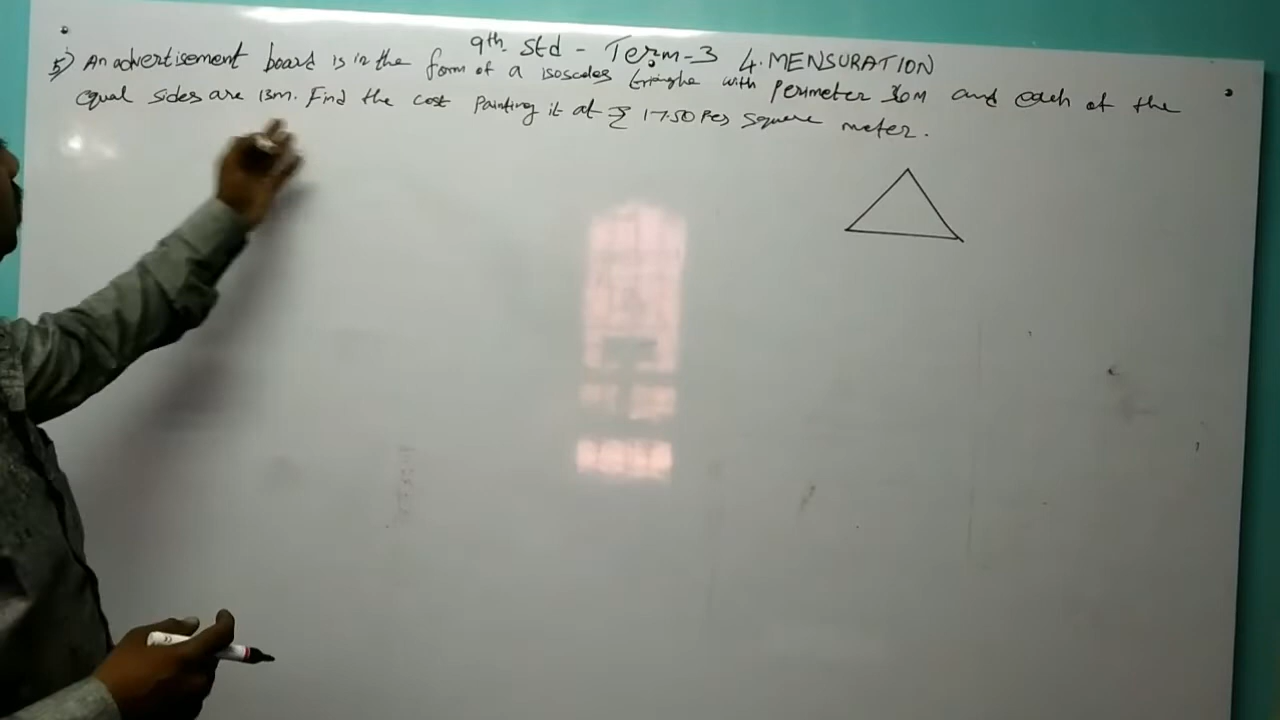 9th Std - Term-3 4. MENSURATION
5) An advertisement board is in the form of a isosceles triangle with Perimeter 36M and each of the
equal sides are 13m. Find the cost Painting it at ₹ 17.50 Per Square meter.